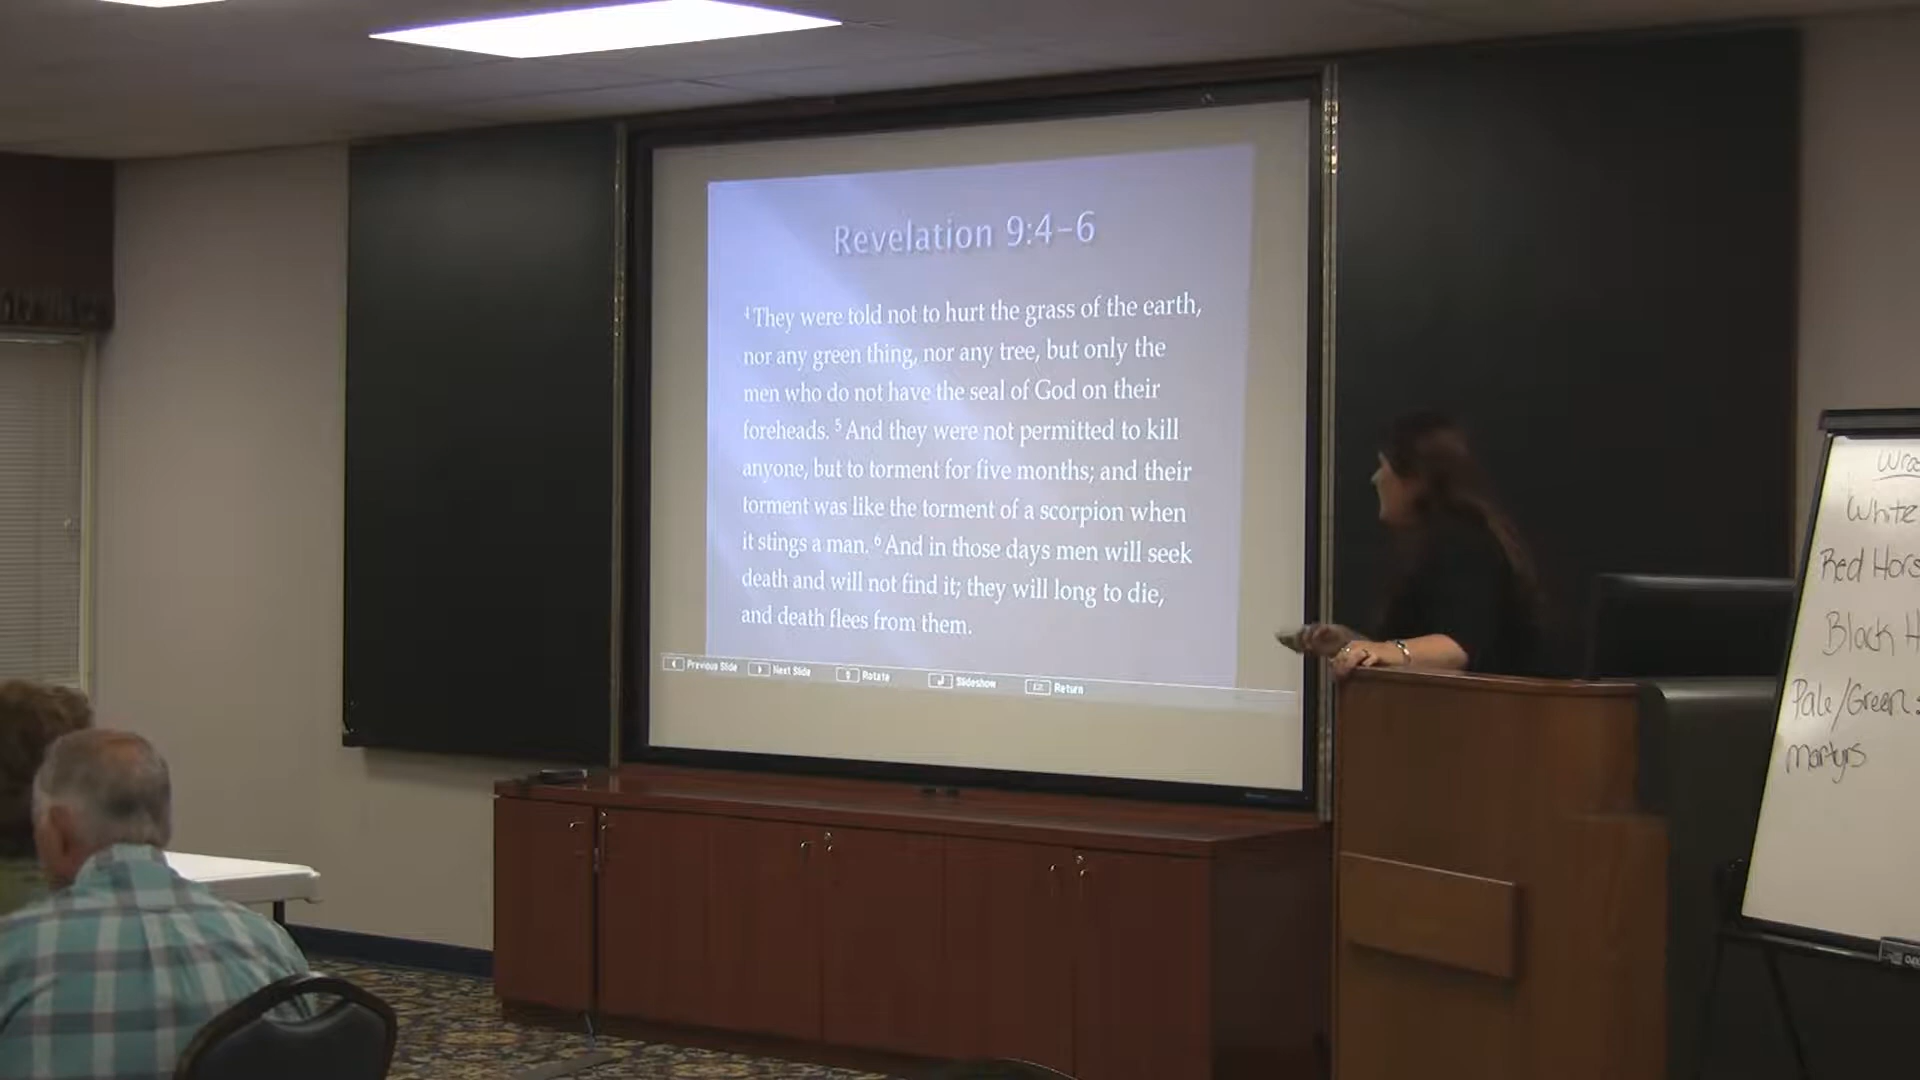 Revelation 9:4-6
4 They were told not to hurt the grass of the earth,
nor any green thing, nor any tree, but only the
men who do not have the seal of God on their
foreheads. 5 And they were not permitted to kill
anyone, but to torment for five months; and their
torment was like the torment of a scorpion when
it stings a man. 6 And in those days men will seek
death and will not find it; they will long to die,
and death flees from them.
Previous Slide Next Slide Rotate Slideshow Return
White
Red Hors
Black H
Pale/Green:
martyrs